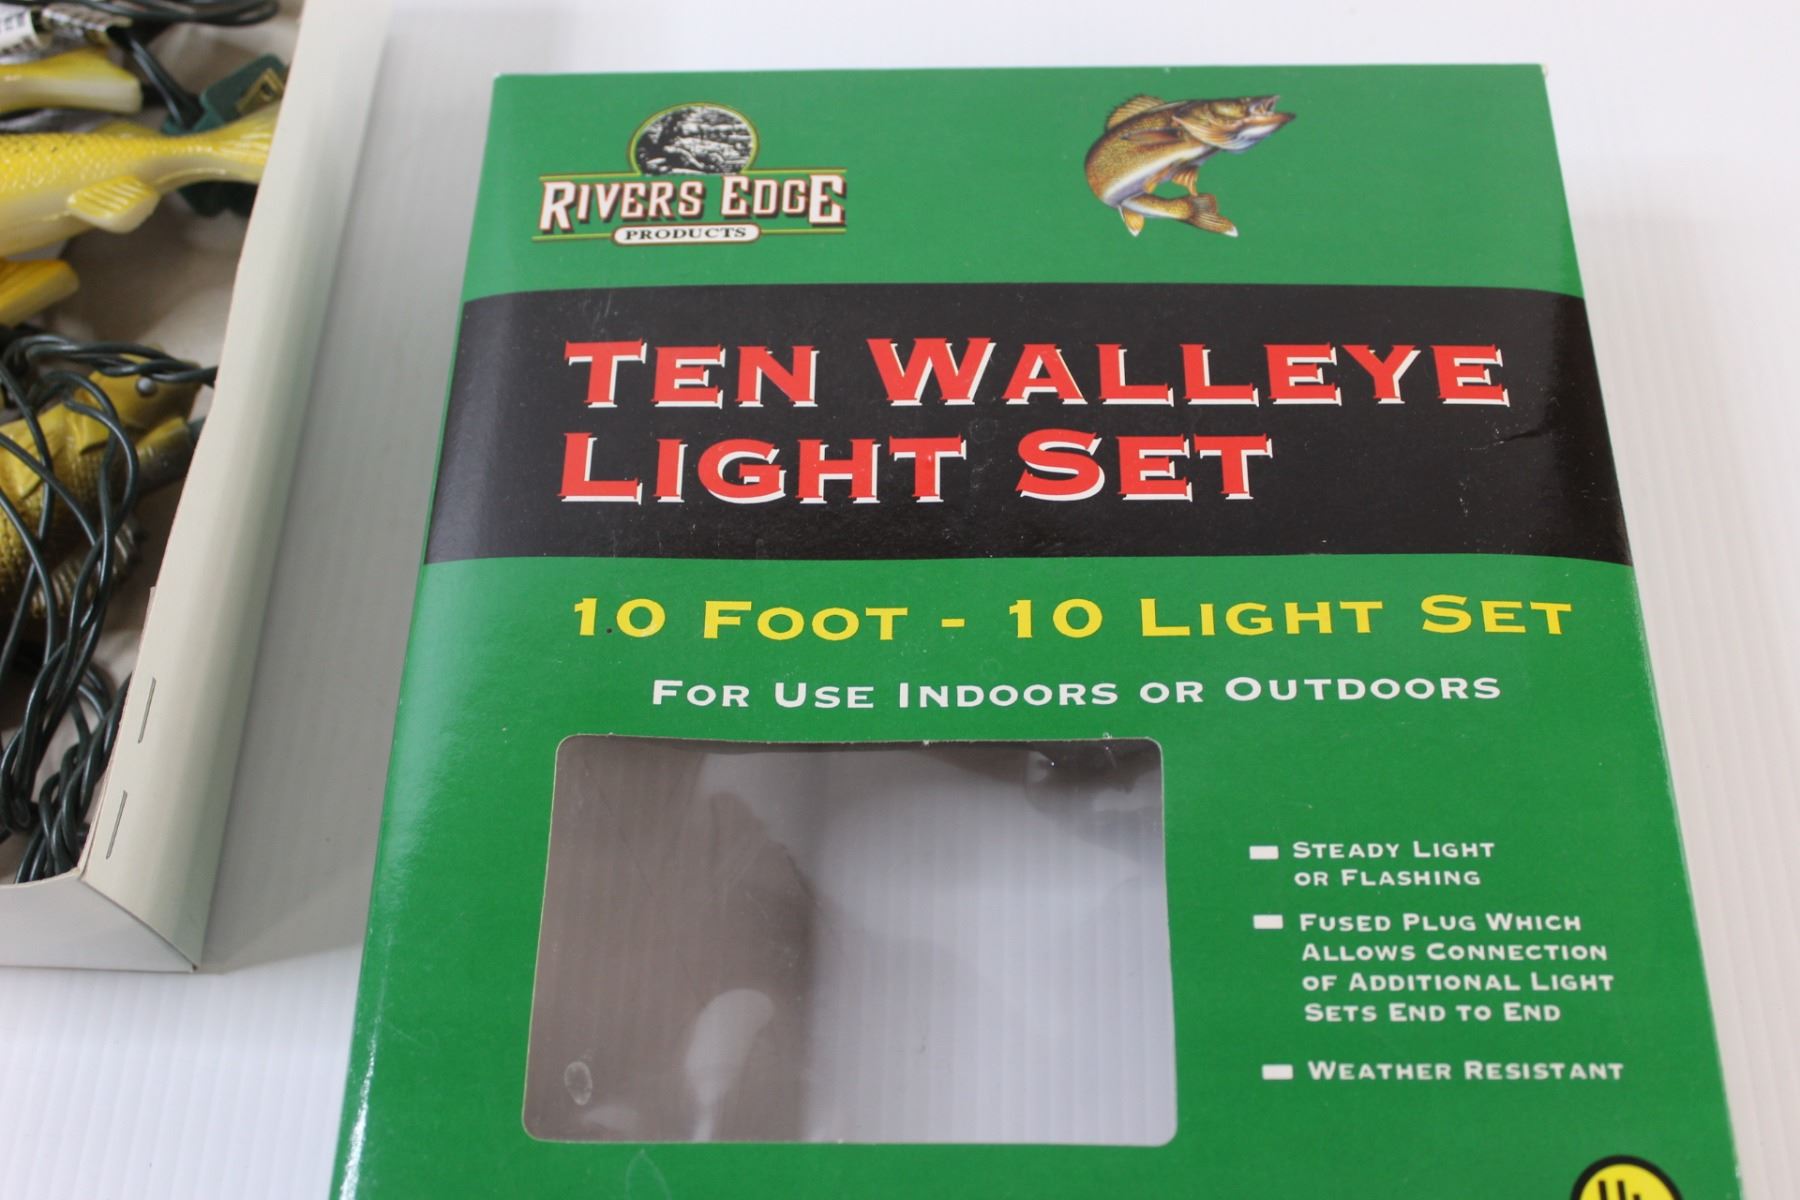 RIVERS EDGE
PRODUCTS
TEN WALLEYE
LIGHT SET
10 FOOT - 10 LIGHT SET
FOR USE INDOORS OR OUTDOORS
STEADY LIGHT
OR FLASHING
FUSED PLUG WHICH
ALLOWS CONNECTION
OF ADDITIONAL LIGHT
SETS END TO END
WEATHER RESISTANT